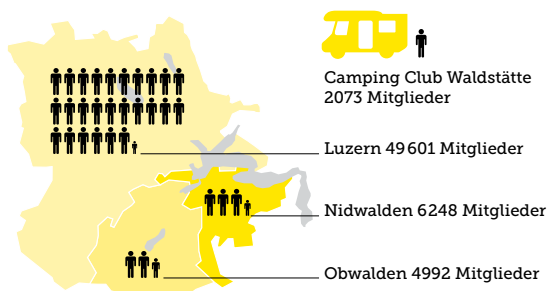 Camping Club Waldstätte
2073 Mitglieder
Luzern 49 601 Mitglieder
Nidwalden 6248 Mitglieder
Obwalden 4992 Mitglieder